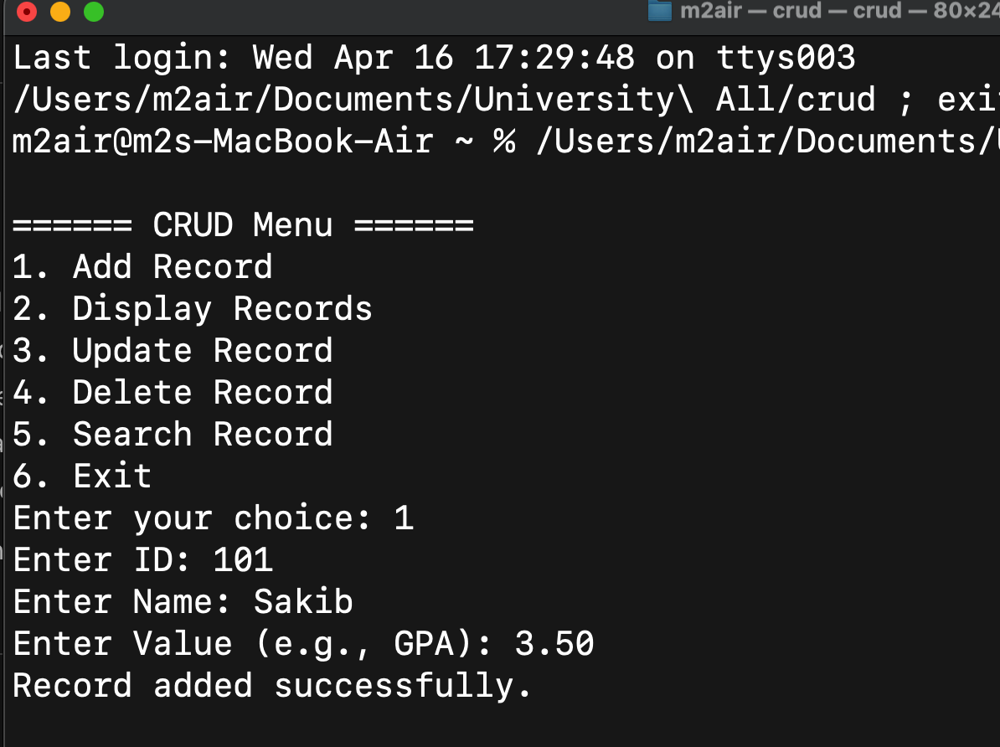 m2air — crud — crud — 80×24
Last login: Wed Apr 16 17:29:48 on ttys003
/Users/m2air/Documents/University\ All/crud ; exi
m2air@m2s-MacBook-Air ~ % /Users/m2air/Documents/
====== CRUD Menu ======
1. Add Record
2. Display Records
3. Update Record
4. Delete Record
5. Search Record
6. Exit
Enter your choice: 1
Enter ID: 101
Enter Name: Sakib
Enter Value (e.g., GPA): 3.50
Record added successfully.